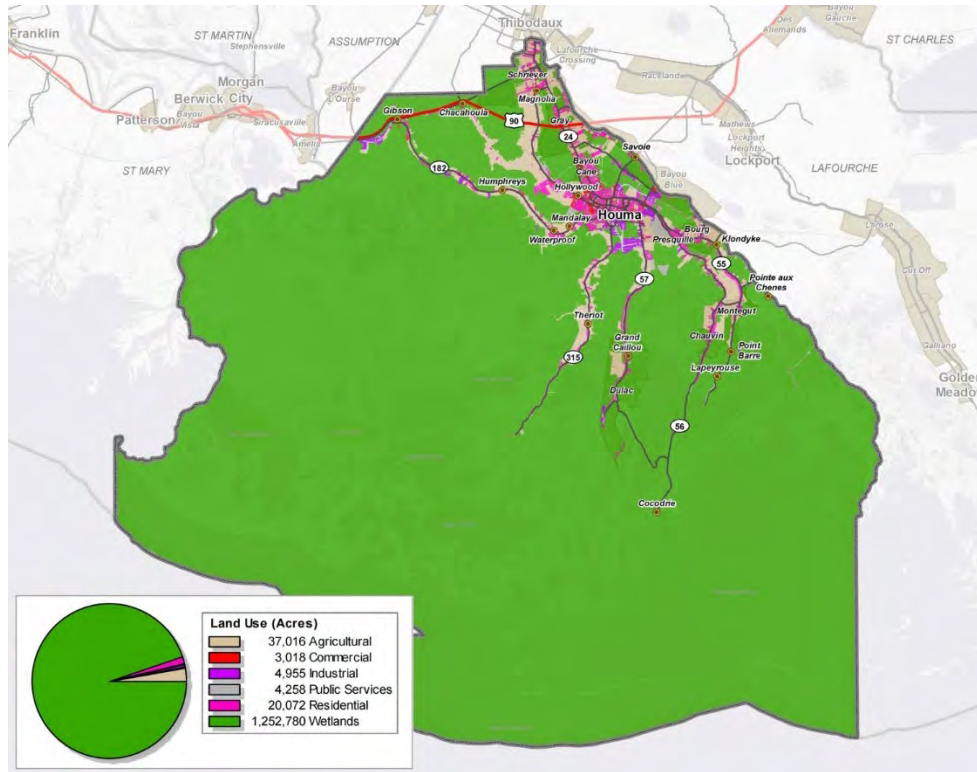 Thibodaux
Bayou
Gauche
Des
Allemands
Franklin
ST MARTIN
Stephensville
ASSUMPTION
Lafourche
Crossing
ST CHARLES
Schriever
Raceland
Morgan
City
Berwick
Bayou
L'Ourse
Magnolia
Patterson
Bayou
Vista
Siracusaville
Amelia
Gibson
Chacahoula
90
Gray
24
Mathews
Lockport
Heights
Lockport
Savoie
ST MARY
182
Bayou
Cane
LAFOURCHE
Humphreys
Hollywood
Bayou
Blue
Houma
Mandalay
Waterproof
Presquille
Bourg
Klondyke
Larose
55
57
Cut Off
Pointe aux
Chenes
Theriot
Montegut
Chauvin
Grand
Caillou
Point
Barre
Galliano
315
Lapeyrouse
Golden
Meadow
Dulac
56
Cocodrie
Land Use (Acres)
37,016 Agricultural
3,018 Commercial
4,955 Industrial
4,258 Public Services
20,072 Residential
1,252,780 Wetlands